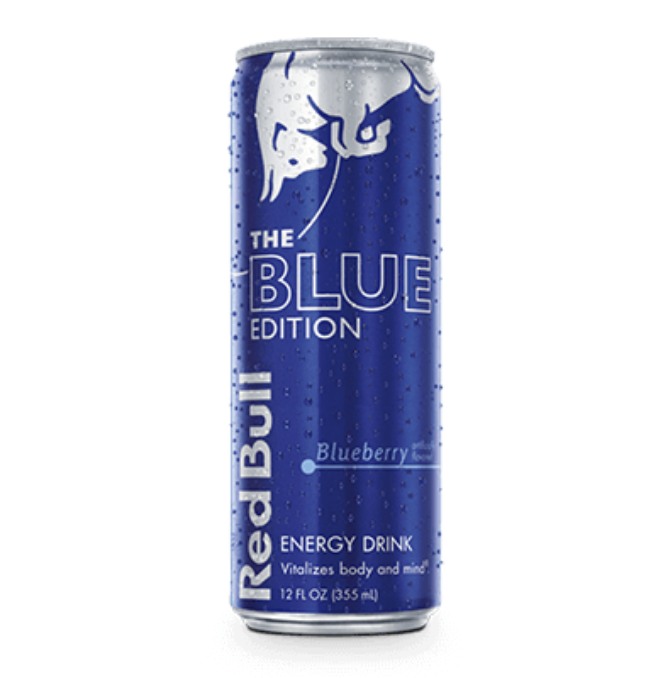 THE
BLUE
EDITION
Red Bull
Blueberry
ENERGY DRINK
Vitalizes body and mind®.
12 FL OZ (355 mL)